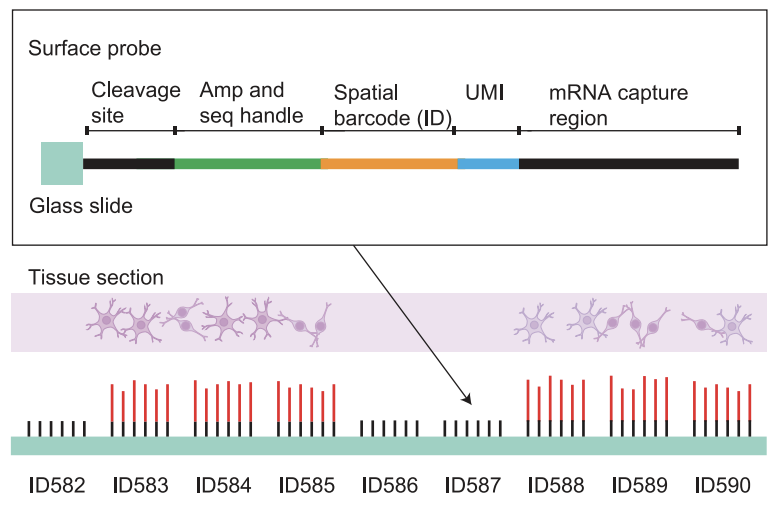 Surface probe
Cleavage site
Amp and seq handle
Spatial barcode (ID)
UMI
mRNA capture region
Glass slide
Tissue section
ID582 ID583 ID584 ID585 ID586 ID587 ID588 ID589 ID590